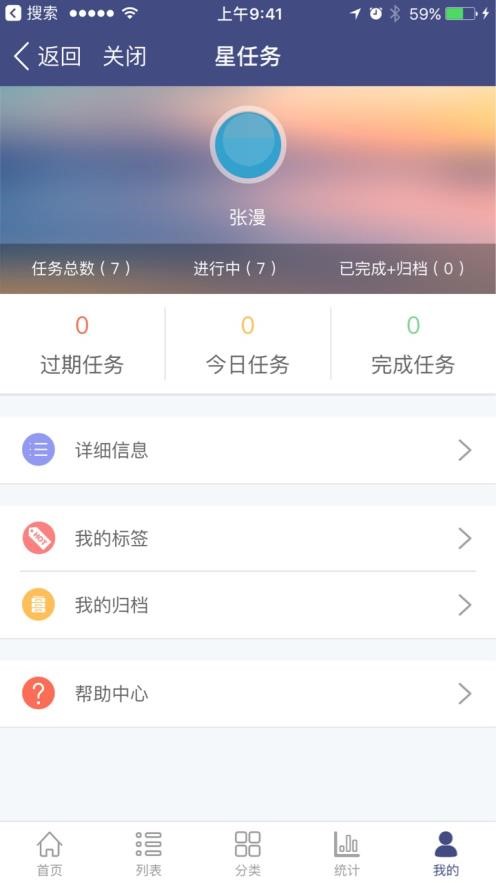 搜索 上午9:41 59%
返回 关闭 星任务
张漫
任务总数(7) 进行中(7) 已完成+归档(0)
0 0 0
过期任务 今日任务 完成任务
详细信息
HOT 我的标签
我的归档
? 帮助中心
首页 列表 分类 统计 我的